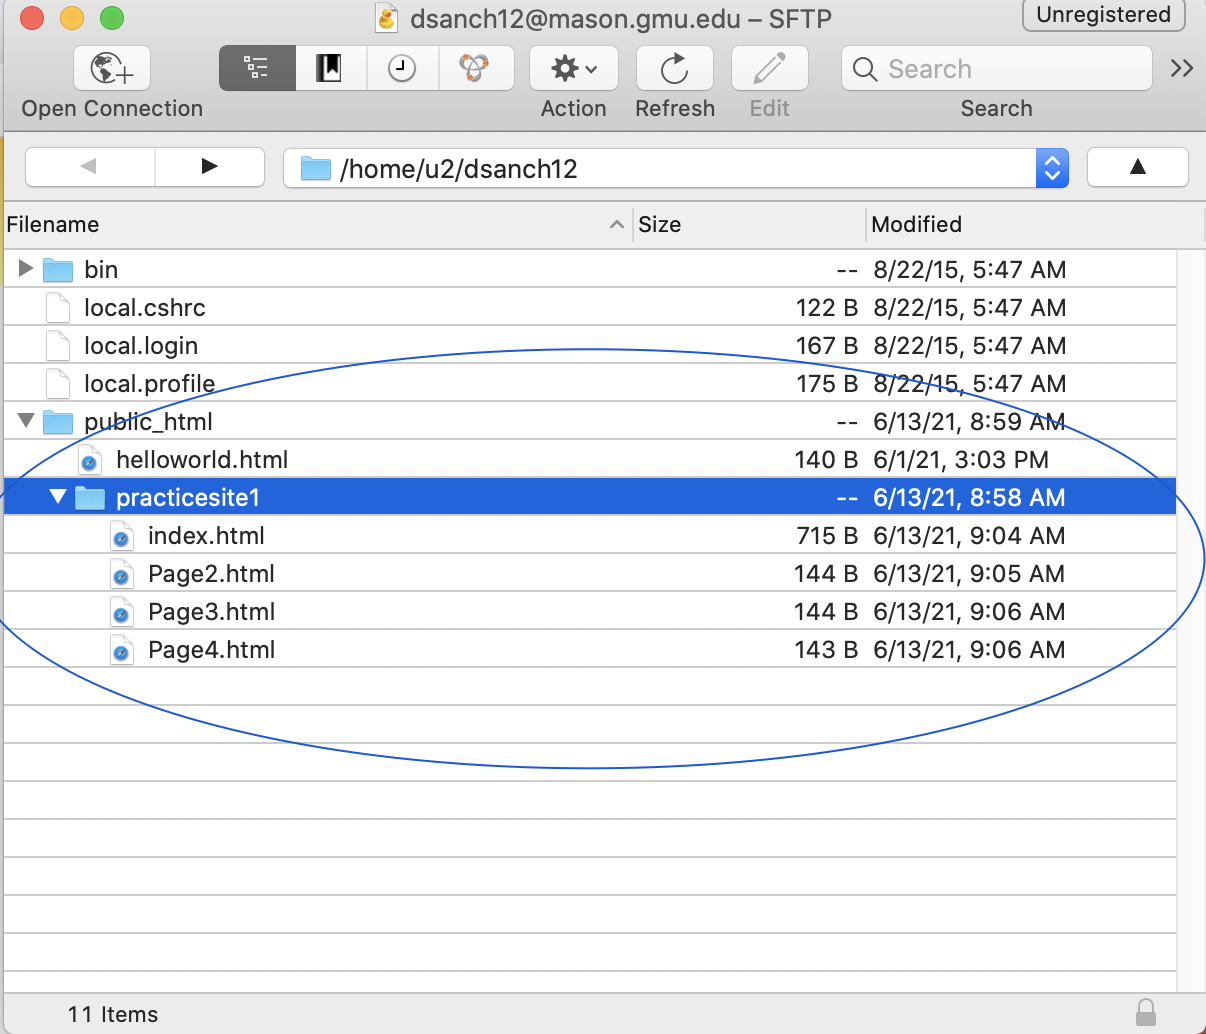 dsanch12@mason.gmu.edu – SFTP
Unregistered
Open Connection
Action
Refresh
Edit
Search
Search
/home/u2/dsanch12
Filename Size Modified
bin -- 8/22/15, 5:47 AM
local.cshrc 122 B 8/22/15, 5:47 AM
local.login 167 B 8/22/15, 5:47 AM
local.profile 175 B 8/22/15, 5:47 AM
public_html -- 6/13/21, 8:59 AM
helloworld.html 140 B 6/1/21, 3:03 PM
practicesite1 -- 6/13/21, 8:58 AM
index.html 715 B 6/13/21, 9:04 AM
Page2.html 144 B 6/13/21, 9:05 AM
Page3.html 144 B 6/13/21, 9:06 AM
Page4.html 143 B 6/13/21, 9:06 AM
11 Items